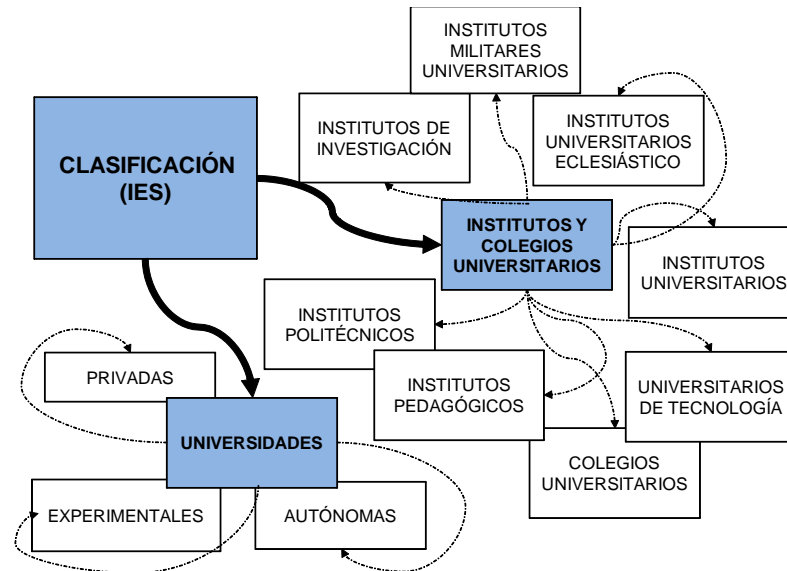 INSTITUTOS
MILITARES
UNIVERSITARIOS
INSTITUTOS DE
INVESTIGACIÓN
INSTITUTOS
UNIVERSITARIOS
ECLESIÁSTICO
CLASIFICACIÓN
(IES)
INSTITUTOS Y
COLEGIOS
UNIVERSITARIOS
INSTITUTOS
UNIVERSITARIOS
INSTITUTOS
POLITÉCNICOS
PRIVADAS
INSTITUTOS
PEDAGÓGICOS
UNIVERSITARIOS
DE TECNOLOGÍA
UNIVERSIDADES
COLEGIOS
UNIVERSITARIOS
EXPERIMENTALES
AUTÓNOMAS